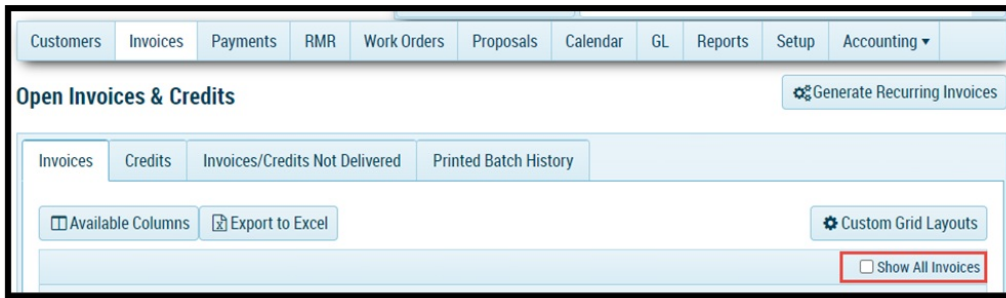 Customers Invoices Payments RMR Work Orders Proposals Calendar GL Reports Setup Accounting
Open Invoices & Credits
Generate Recurring Invoices
Invoices Credits Invoices/Credits Not Delivered Printed Batch History
Available Columns Export to Excel Custom Grid Layouts
Show All Invoices